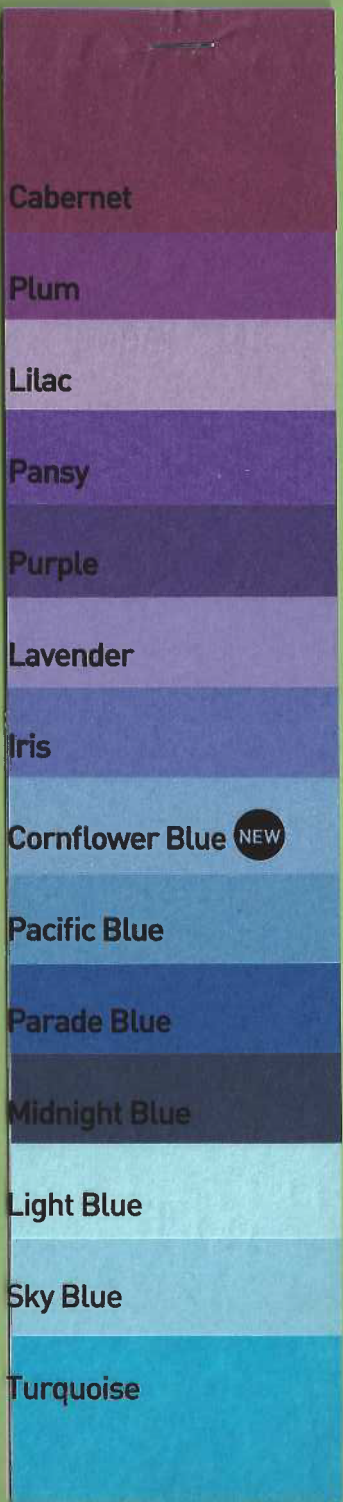 Cabernet
Plum
Lilac
Pansy
Purple
Lavender
Iris
Cornflower Blue NEW
Pacific Blue
Parade Blue
Midnight Blue
Light Blue
Sky Blue
Turquoise